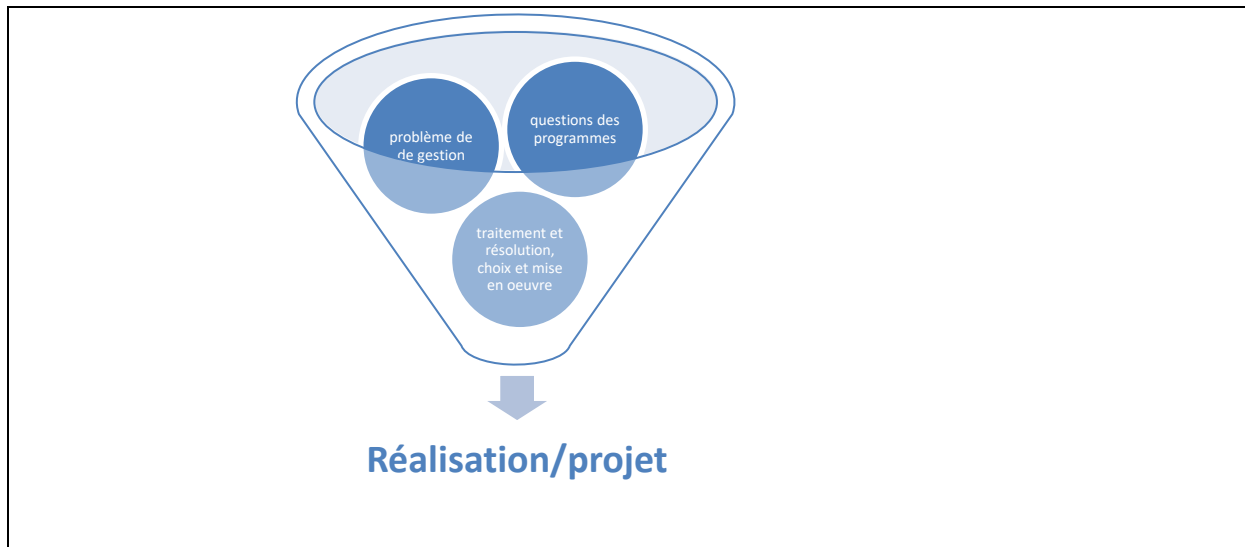 problème de
de gestion
questions des
programmes
traitement et
résolution,
choix et mise
en oeuvre
Réalisation/projet